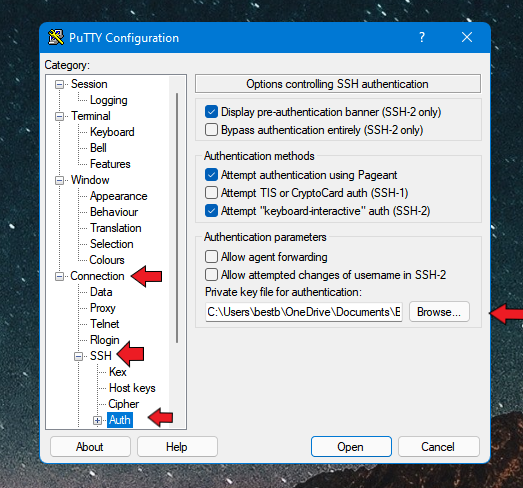 PuTTY Configuration
Category:
Session
Logging
Terminal
Keyboard
Bell
Features
Window
Appearance
Behaviour
Translation
Selection
Colours
Connection
Data
Proxy
Telnet
Rlogin
SSH
Kex
Host keys
Cipher
Auth
Options controlling SSH authentication
Display pre-authentication banner (SSH-2 only)
Bypass authentication entirely (SSH-2 only)
Authentication methods
Attempt authentication using Pageant
Attempt TIS or CryptoCard auth (SSH-1)
Attempt "keyboard-interactive" auth (SSH-2)
Authentication parameters
Allow agent forwarding
Allow attempted changes of username in SSH-2
Private key file for authentication:
C:\Users\bestb\OneDrive\Documents\E
Browse...
About
Help
Open
Cancel